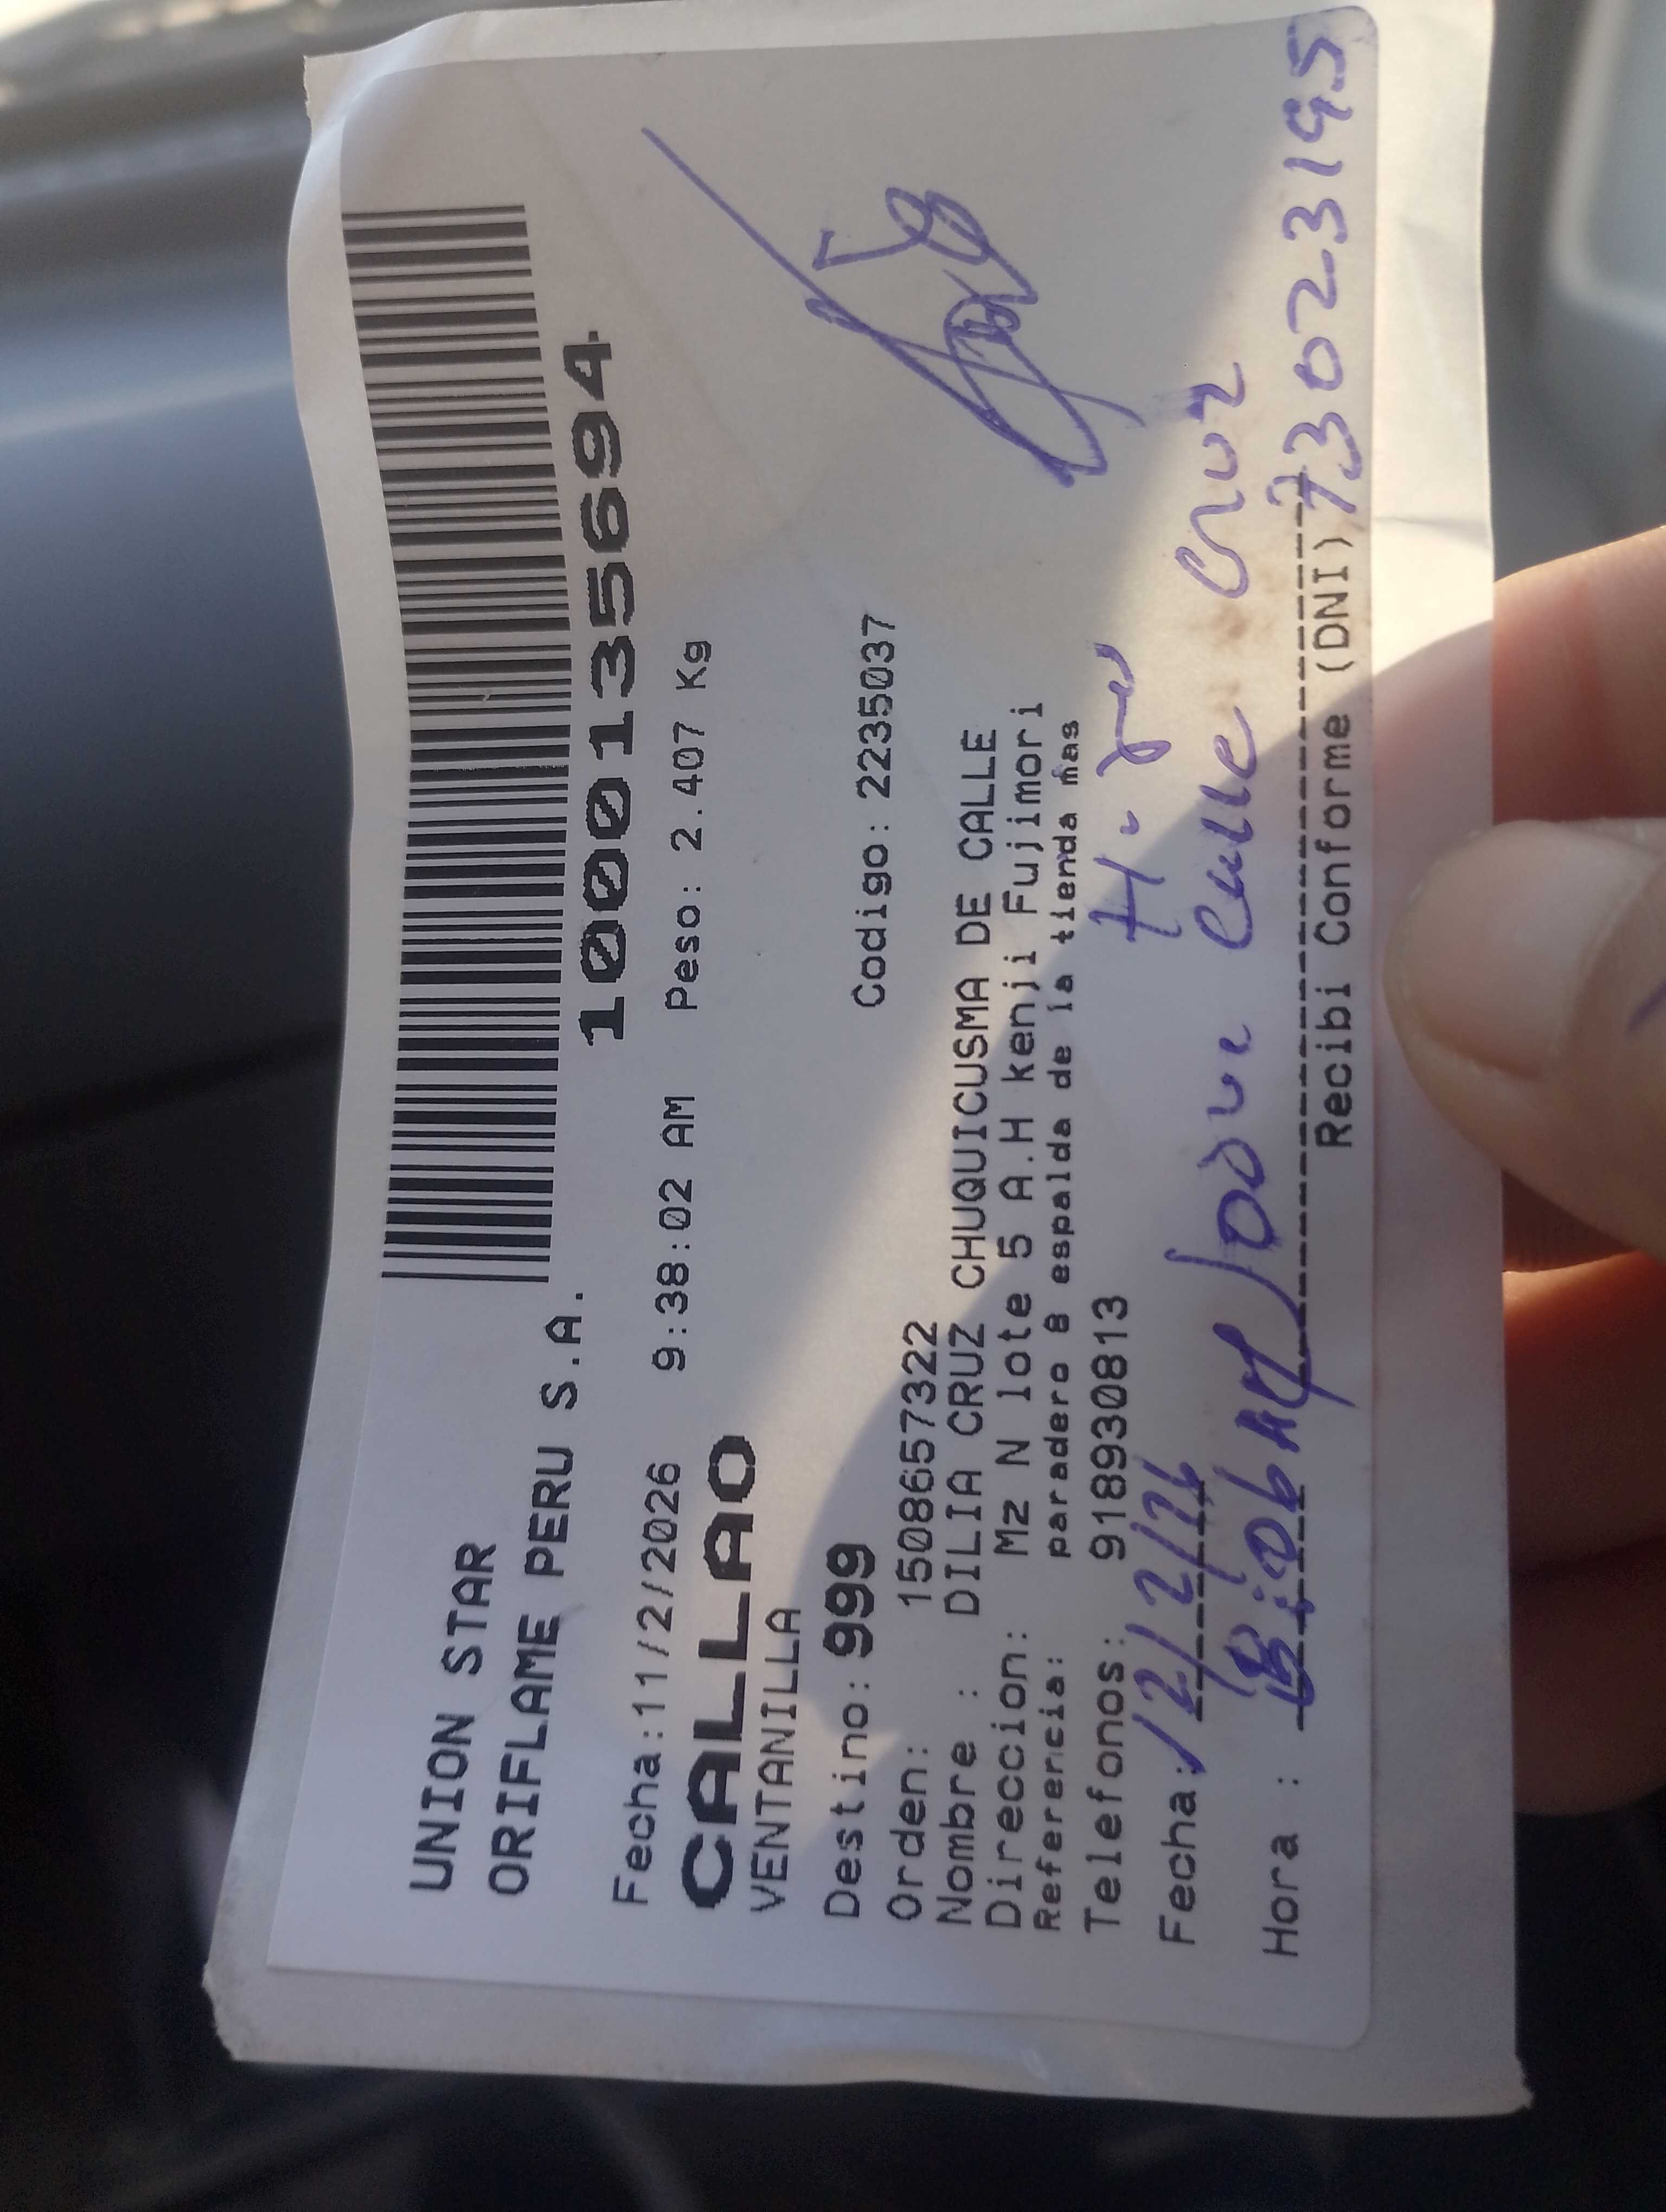 UNION STAR
ORIFLAME PERU S.A.
1000135694
Fecha:11/2/2026 9:38:02 AM Peso: 2.407 Kg
CALLAO
VENTANILLA
Destino: 999 Codigo: 2235037
Orden: 1508657322
Nombre : DILIA CRUZ CHUQUICUSMA DE CALLE
Direccion: Mz N lote 5 A.H kenji Fujimori
Referencia: paradero 8 espalda de la tienda mas
Telefonos: 918930813
Fecha: 12/2/26
Calle Cruz
Hora :
Recibi Conforme (DNI) 73023195